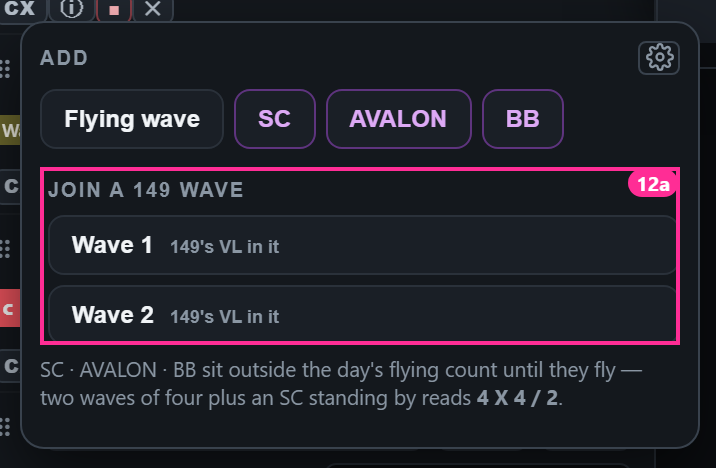 CX
ADD
Flying wave SC AVALON BB
JOIN A 149 WAVE 12a
Wave 1 149's VL in it
Wave 2 149's VL in it
SC · AVALON · BB sit outside the day's flying count until they fly —
two waves of four plus an SC standing by reads 4 X 4 / 2.